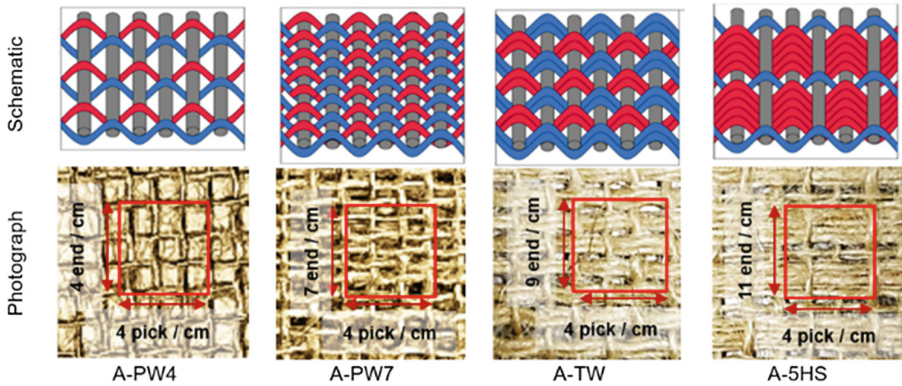 Schematic
Photograph
4 end / cm
4 pick / cm
7 end / cm
4 pick / cm
9 end / cm
4 pick / cm
11 end / cm
4 pick / cm
A-PW4
A-PW7
A-TW
A-5HS